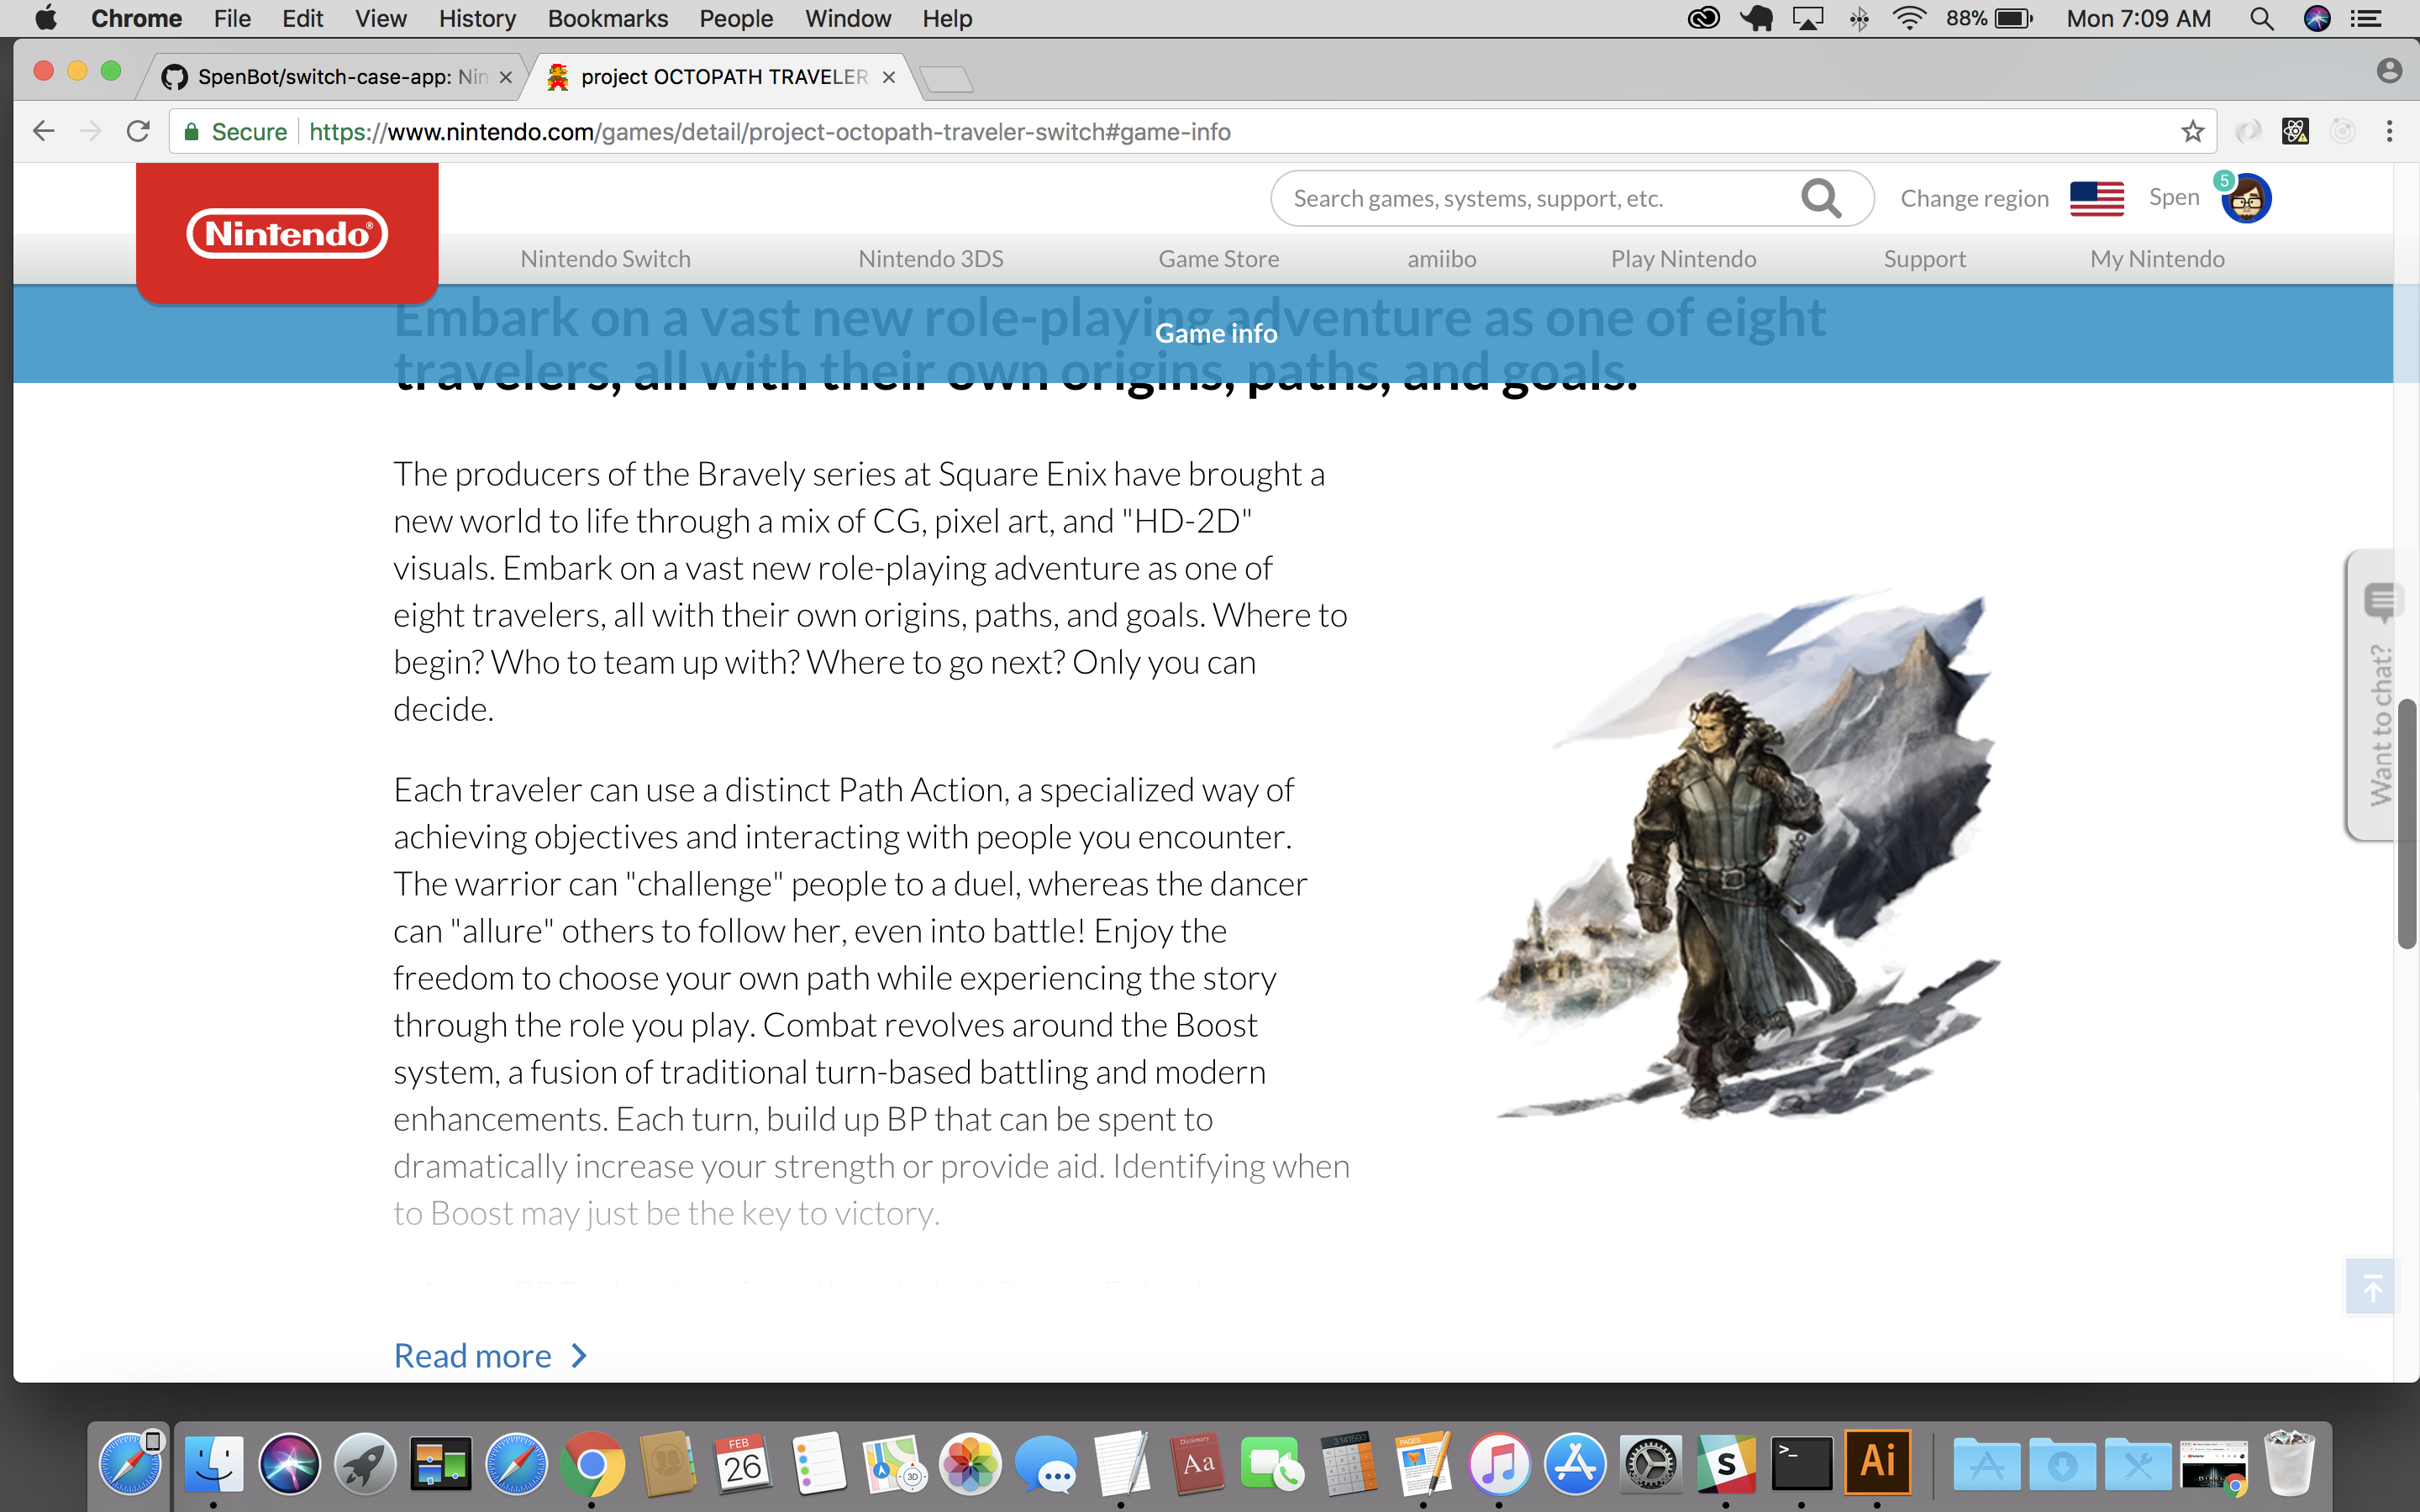 Chrome File Edit View History Bookmarks People Window Help 88% Mon 7:09 AM
SpenBot/switch-case-app: Nin project OCTOPATH TRAVELER
Secure https://www.nintendo.com/games/detail/project-octopath-traveler-switch#game-info
Nintendo®
Search games, systems, support, etc. Change region Spen 5
Nintendo Switch Nintendo 3DS Game Store amiibo Play Nintendo Support My Nintendo
Embark on a vast new role-playing adventure as one of eight
Game info
travelers, all with their own origins, paths, and goals.
The producers of the Bravely series at Square Enix have brought a
new world to life through a mix of CG, pixel art, and "HD-2D"
visuals. Embark on a vast new role-playing adventure as one of
eight travelers, all with their own origins, paths, and goals. Where to
begin? Who to team up with? Where to go next? Only you can
decide.
Each traveler can use a distinct Path Action, a specialized way of
achieving objectives and interacting with people you encounter.
The warrior can "challenge" people to a duel, whereas the dancer
can "allure" others to follow her, even into battle! Enjoy the
freedom to choose your own path while experiencing the story
through the role you play. Combat revolves around the Boost
system, a fusion of traditional turn-based battling and modern
enhancements. Each turn, build up BP that can be spent to
dramatically increase your strength or provide aid. Identifying when
to Boost may just be the key to victory.
Read more
Want to chat?
FEB
26
3D
Dictionary
Aa
3.141593
PAGES
S
>_
Ai